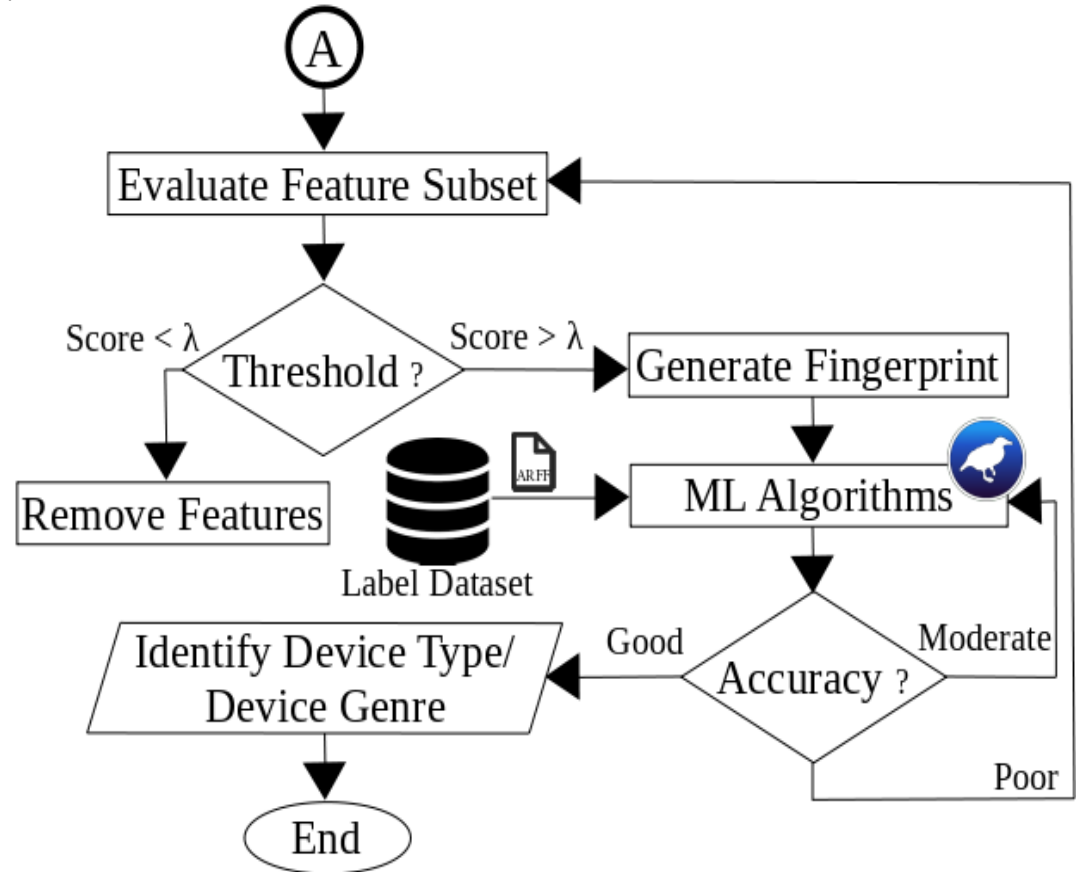 A
Evaluate Feature Subset
Score < λ
Threshold ?
Score > λ
Generate Fingerprint
Remove Features
ARFF
ML Algorithms
Label Dataset
Identify Device Type/
Device Genre
Good
Accuracy ?
Moderate
Poor
End